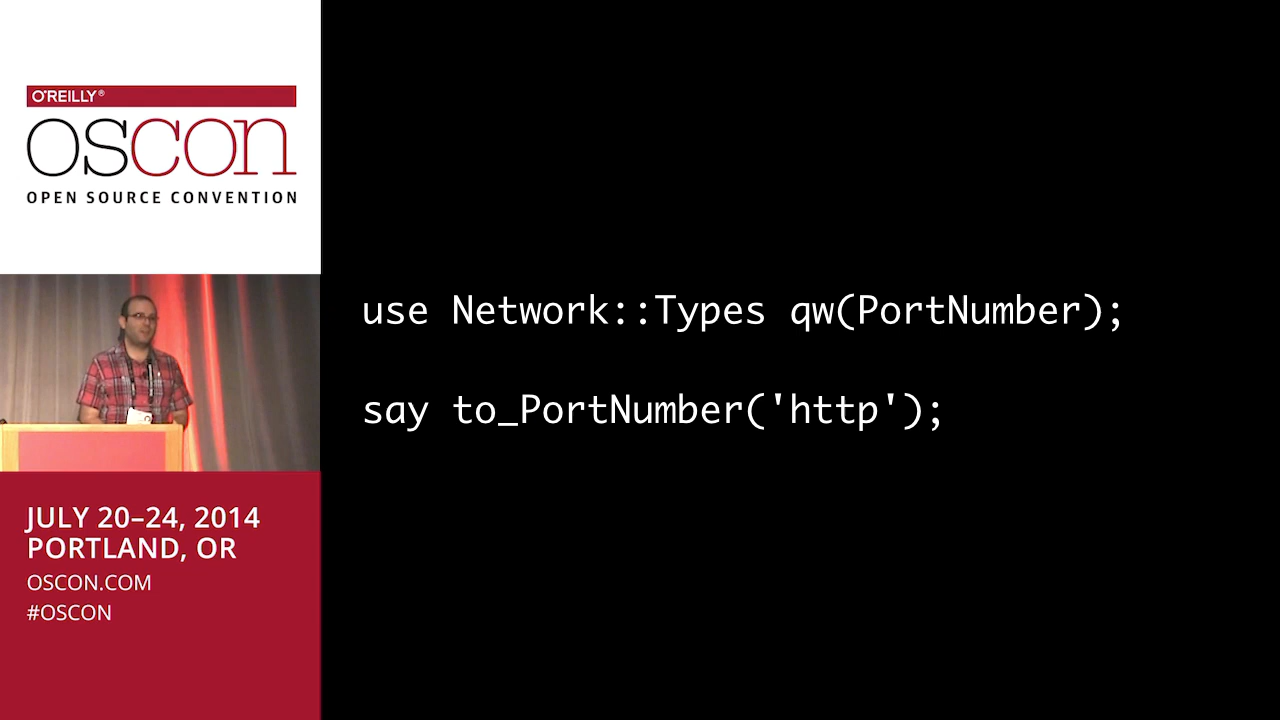 O'REILLY®
OSCON
OPEN SOURCE CONVENTION
JULY 20–24, 2014
PORTLAND, OR
OSCON.COM
#OSCON
use Network::Types qw(PortNumber);
say to_PortNumber('http');